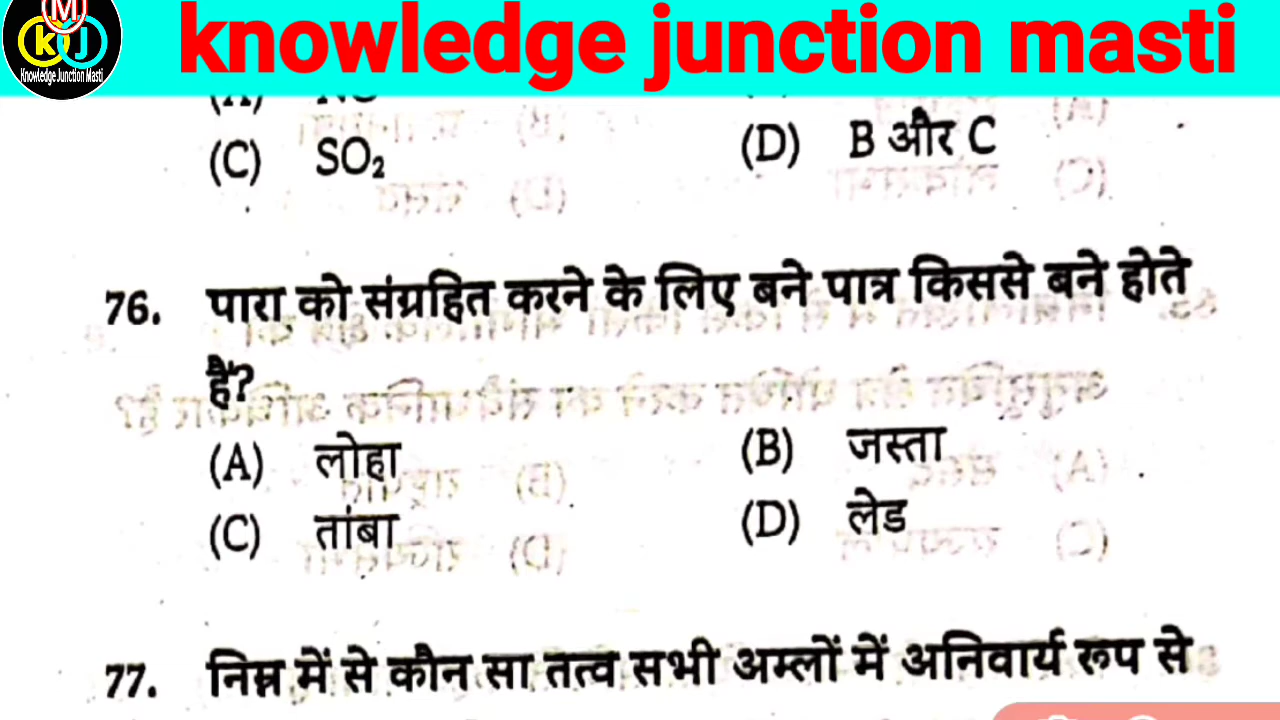 M
KJ
Knowledge Junction Masti
knowledge junction masti
(C) SO₂ (D) B और C
76. पारा को संग्रहित करने के लिए बने पात्र किससे बने होते
हैं?
(A) लोहा (B) जस्ता
(C) तांबा (D) लेड
77. निम्न में से कौन सा तत्व सभी अम्लों में अनिवार्य रूप से